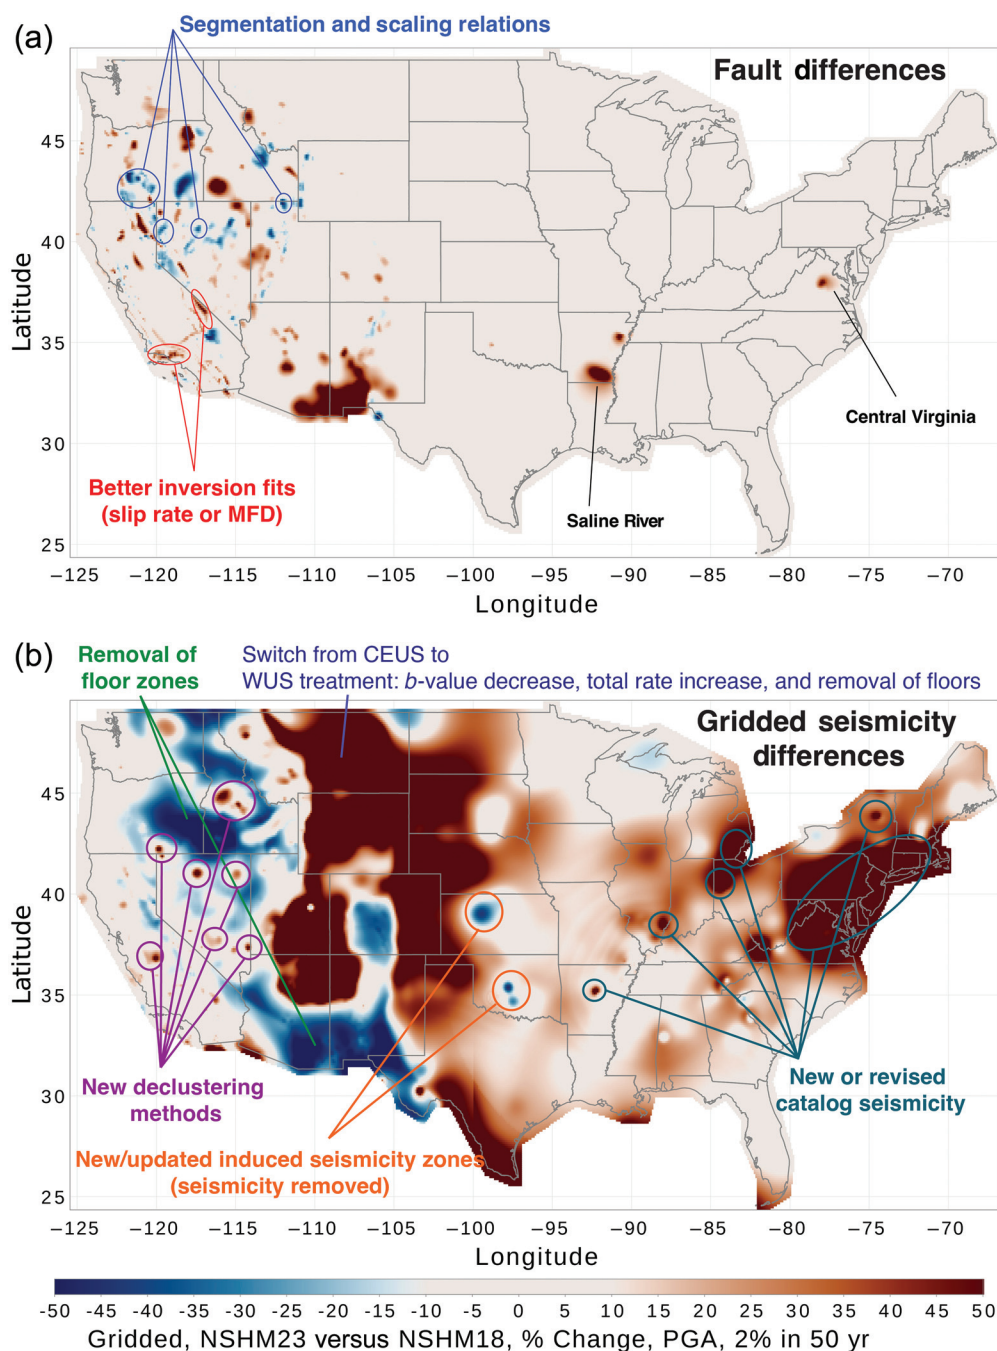 (a)
Segmentation and scaling relations
Fault differences
45
40
35
30
25
Latitude
Central Virginia
Better inversion fits
(slip rate or MFD)
Saline River
−125 −120 −115 −110 −105 −100 −95 −90 −85 −80 −75 −70
Longitude
(b)
Removal of
floor zones
Switch from CEUS to
WUS treatment: b-value decrease, total rate increase, and removal of floors
Gridded seismicity
differences
45
40
35
30
25
Latitude
New declustering
methods
New or revised
catalog seismicity
New/updated induced seismicity zones
(seismicity removed)
−125 −120 −115 −110 −105 −100 −95 −90 −85 −80 −75 −70
Longitude
-50 -45 -40 -35 -30 -25 -20 -15 -10 -5 0 5 10 15 20 25 30 35 40 45 50
Gridded, NSHM23 versus NSHM18, % Change, PGA, 2% in 50 yr